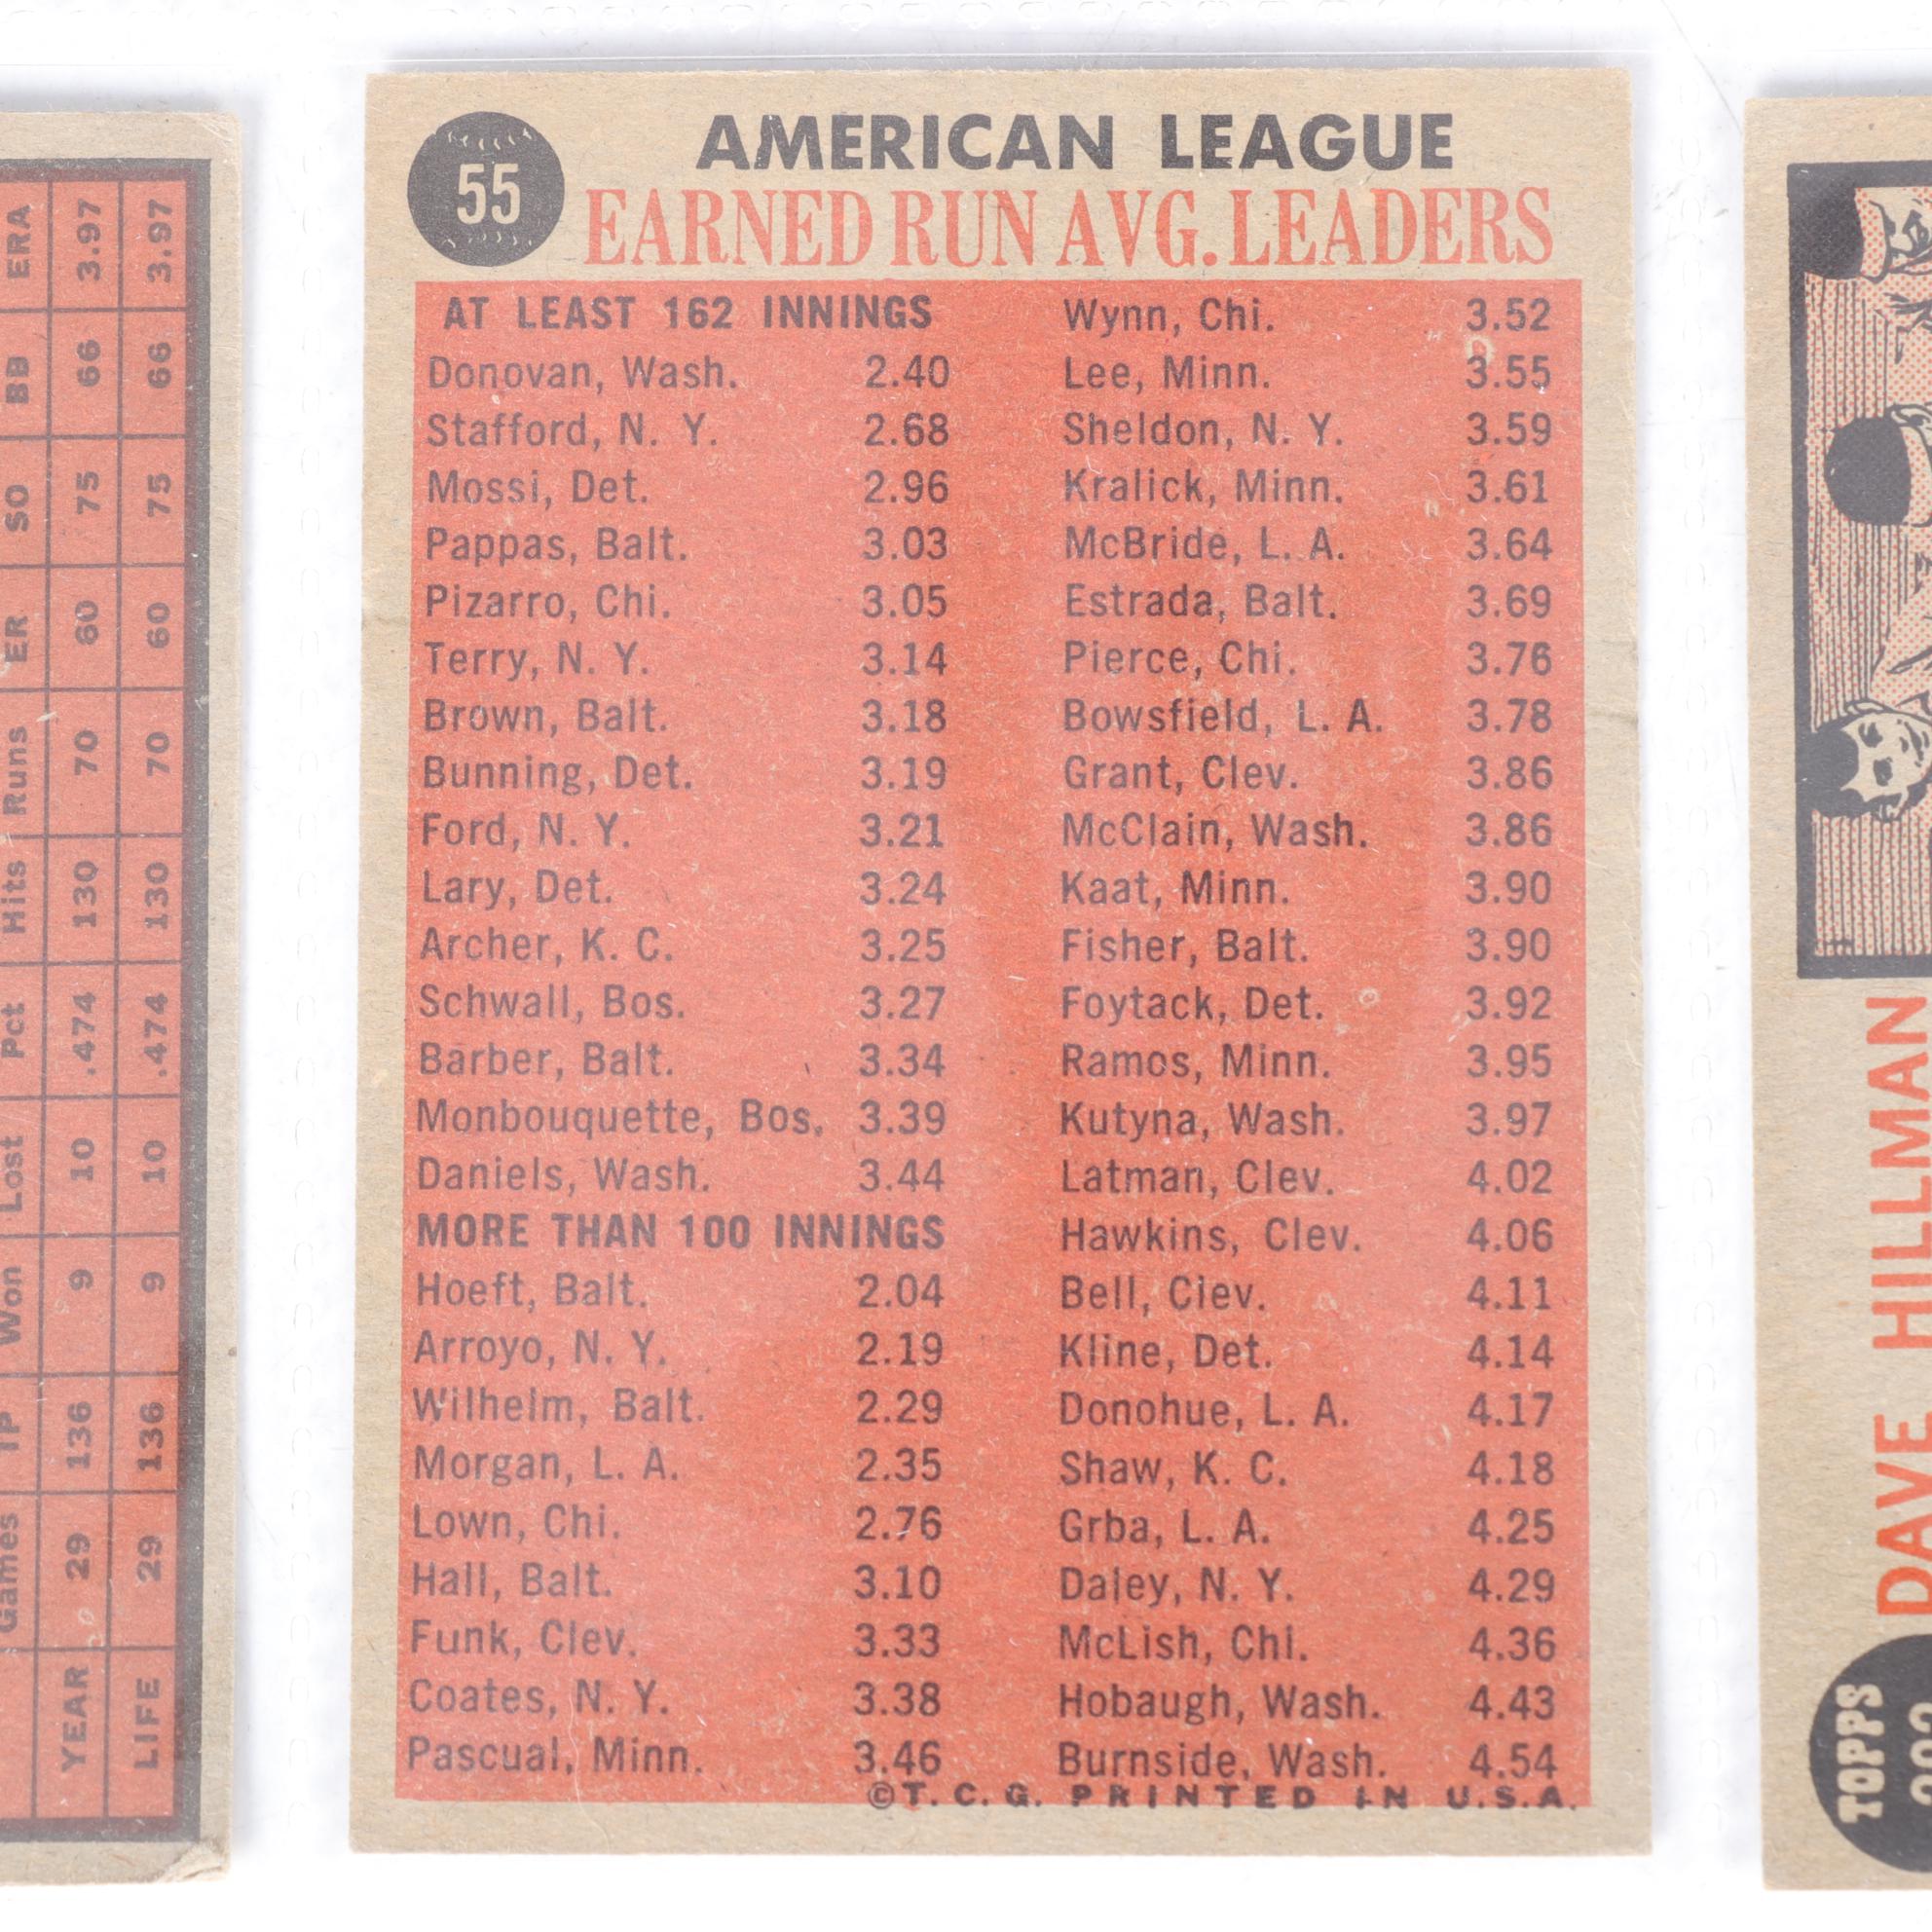 55
AMERICAN LEAGUE
EARNED RUN AVG. LEADERS
AT LEAST 162 INNINGS
Donovan, Wash. 2.40
Stafford, N. Y. 2.68
Mossi, Det. 2.96
Pappas, Balt. 3.03
Pizarro, Chi. 3.05
Terry, N. Y. 3.14
Brown, Balt. 3.18
Bunning, Det. 3.19
Ford, N. Y. 3.21
Lary, Det. 3.24
Archer, K. C. 3.25
Schwall, Bos. 3.27
Barber, Balt. 3.34
Monbouquette, Bos. 3.39
Daniels, Wash. 3.44
MORE THAN 100 INNINGS
Hoeft, Balt. 2.04
Arroyo, N. Y. 2.19
Wilhelm, Balt. 2.29
Morgan, L. A. 2.35
Lown, Chi. 2.76
Hall, Balt. 3.10
Funk, Clev. 3.33
Coates, N. Y. 3.38
Pascual, Minn. 3.46
Wynn, Chi. 3.52
Lee, Minn. 3.55
Sheldon, N. Y. 3.59
Kralick, Minn. 3.61
McBride, L. A. 3.64
Estrada, Balt. 3.69
Pierce, Chi. 3.76
Bowsfield, L. A. 3.78
Grant, Clev. 3.86
McClain, Wash. 3.86
Kaat, Minn. 3.90
Fisher, Balt. 3.90
Foytack, Det. 3.92
Ramos, Minn. 3.95
Kutyna, Wash. 3.97
Latman, Clev. 4.02
Hawkins, Clev. 4.06
Bell, Clev. 4.11
Kline, Det. 4.14
Donohue, L. A. 4.17
Shaw, K. C. 4.18
Grba, L. A. 4.25
Daley, N. Y. 4.29
McLish, Chi. 4.36
Hobaugh, Wash. 4.43
Burnside, Wash. 4.54
©T. C. G. PRINTED IN U.S.A.
Games IP Won Lost Pct Hits Runs ER SO BB ERA
YEAR 29 136 9 10 .474 130 70 60 75 66 3.97
LIFE 29 136 9 10 .474 130 70 60 75 66 3.97
TOPPS
DAVE HILLMAN